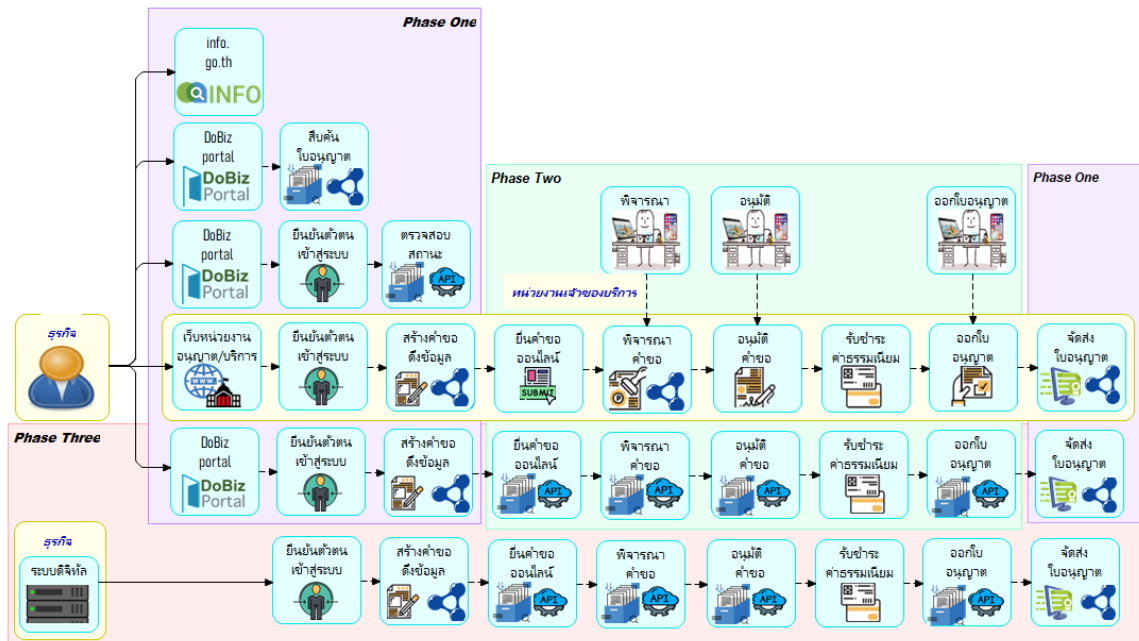 Phase One
info.
go.th
INFO
DoBiz
portal
DoBiz
Portal
สืบค้น
ใบอนุญาต
DoBiz
portal
DoBiz
Portal
ยืนยันตัวตน
เข้าสู่ระบบ
ตรวจสอบ
สถานะ
API
Phase Two
พิจารณา
อนุมัติ
ออกใบอนุญาต
Phase One
หน่วยงานเจ้าของบริการ
ธุรกิจ
เว็บหน่วยงาน
อนุญาต/บริการ
www
ยืนยันตัวตน
เข้าสู่ระบบ
สร้างคำขอ
ดึงข้อมูล
ยื่นคำขอ
ออนไลน์
SUBMIT
พิจารณา
คำขอ
อนุมัติ
คำขอ
รับชำระ
ค่าธรรมเนียม
ออกใบ
อนุญาต
จัดส่ง
ใบอนุญาต
Phase Three
DoBiz
portal
DoBiz
Portal
ยืนยันตัวตน
เข้าสู่ระบบ
สร้างคำขอ
ดึงข้อมูล
ยื่นคำขอ
ออนไลน์
API
พิจารณา
คำขอ
API
อนุมัติ
คำขอ
API
รับชำระ
ค่าธรรมเนียม
ออกใบ
อนุญาต
API
จัดส่ง
ใบอนุญาต
ธุรกิจ
ระบบดิจิทัล
ยืนยันตัวตน
เข้าสู่ระบบ
สร้างคำขอ
ดึงข้อมูล
ยื่นคำขอ
ออนไลน์
API
พิจารณา
คำขอ
API
อนุมัติ
คำขอ
API
รับชำระ
ค่าธรรมเนียม
ออกใบ
อนุญาต
API
จัดส่ง
ใบอนุญาต